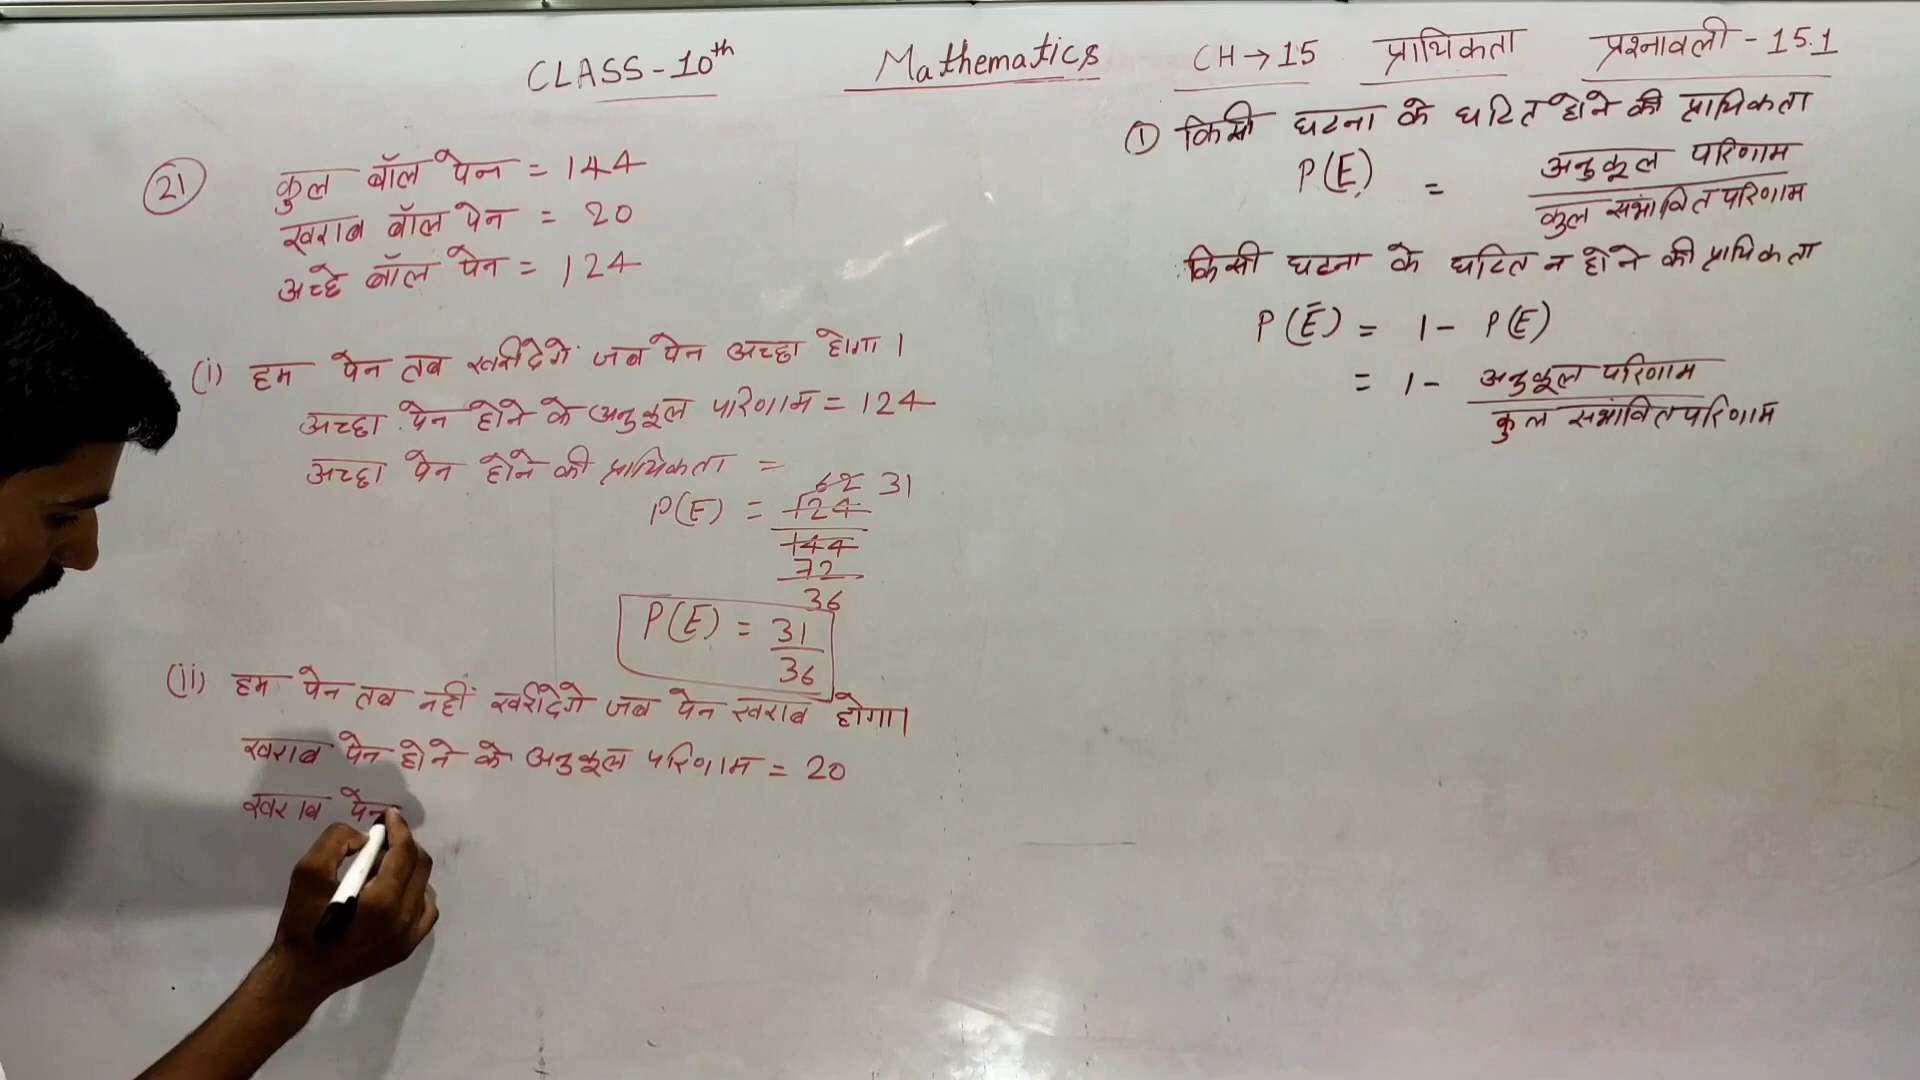 CLASS-10th Mathematics CH→15 प्रायिकता प्रश्नावली-15.1
(21) कुल बॉल पेन = 144
खराब बॉल पेन = 20
अच्छे बॉल पेन = 124
(i) हम पेन तब खरीदेगें जब पेन अच्छा होगा।
अच्छा पेन होने के अनुकूल परिणाम = 124
अच्छा पेन होने की प्रायिकता =
62 31
P(E) = 124
144
72
36
P(E) = 31
36
(ii) हम पेन तब नहीं खरीदेगे जब पेन खराब होगा।
खराब पेन होने के अनुकूल परिणाम = 20
खराब पेन
① किसी घटना के घटित होने की प्रायिकता
P(E) = अनुकूल परिणाम
कुल सभांवित परिणाम
किसी घटना के घटित न होने की प्रायिकता
P(Ē) = 1 - P(E)
= 1 - अनुकूल परिणाम
कुल सभांवित परिणाम